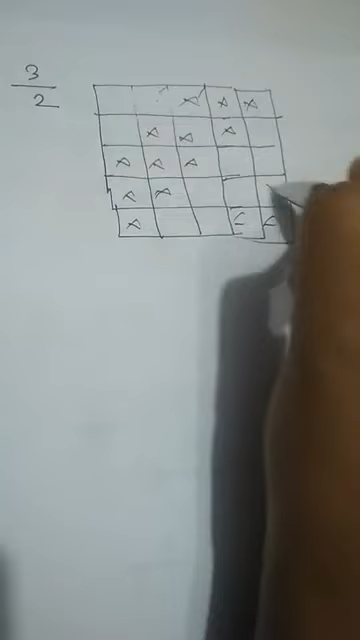 3
2
☆ ☆ ☆
☆ ☆ ☆
☆ ☆ ☆
☆ ☆
☆ E E